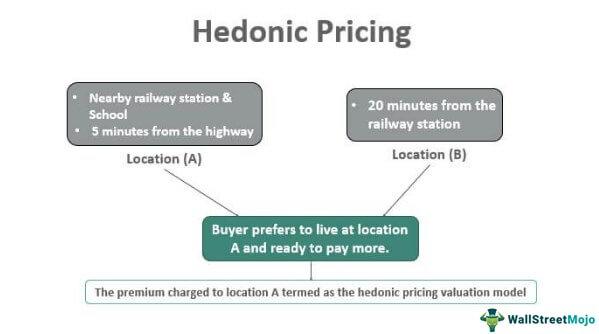 Hedonic Pricing
• Nearby railway station &
School
• 5 minutes from the highway
Location (A)
• 20 minutes from the
railway station
Location (B)
Buyer prefers to live at location
A and ready to pay more.
The premium charged to location A termed as the hedonic pricing valuation model
WallStreetMojo